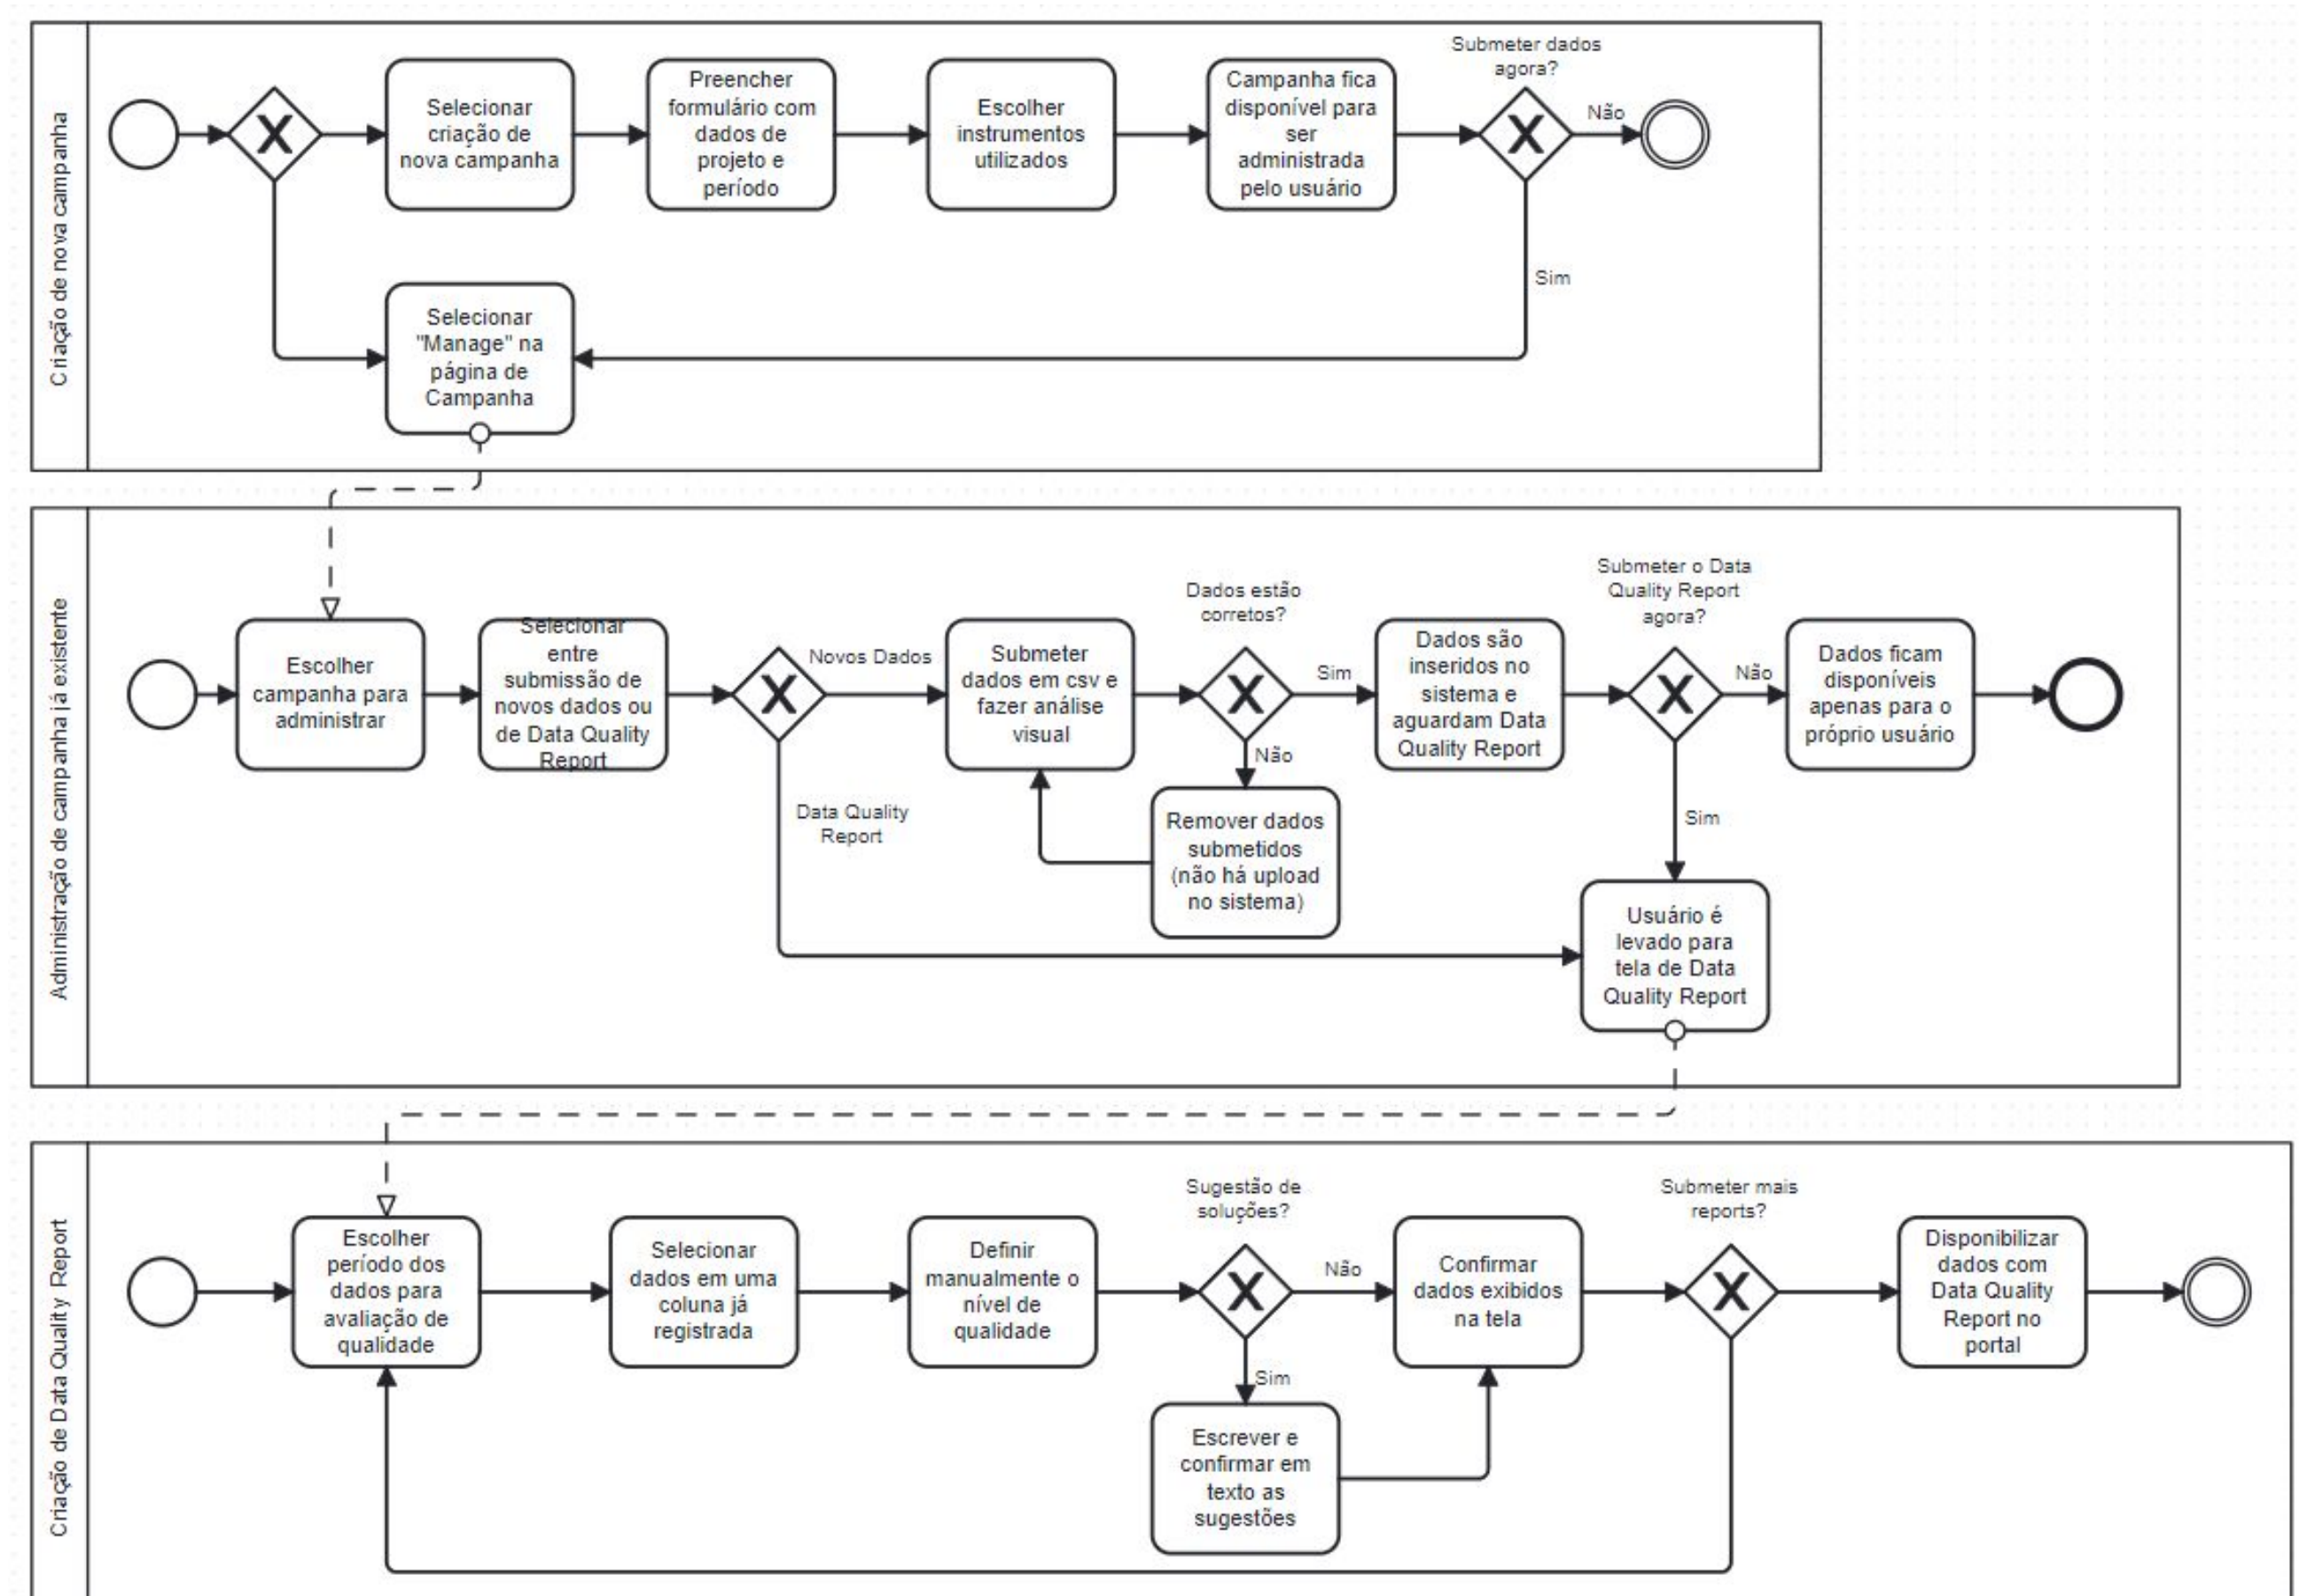 Criação de nova campanha
Selecionar
criação de
nova campanha
Preencher
formulário com
dados de
projeto e
período
Escolher
instrumentos
utilizados
Campanha fica
disponível para
ser
administrada
pelo usuário
Submeter dados
agora?
Não
Sim
Selecionar
"Manage" na
página de
Campanha
Administração de campanha já existente
Escolher
campanha para
administrar
Selecionar
entre
submissão de
novos dados ou
de Data Quality
Report
Novos Dados
Data Quality
Report
Submeter
dados em csv e
fazer análise
visual
Dados estão
corretos?
Sim
Não
Remover dados
submetidos
(não há upload
no sistema)
Dados são
inseridos no
sistema e
aguardam Data
Quality Report
Submeter o Data
Quality Report
agora?
Não
Sim
Dados ficam
disponíveis
apenas para o
próprio usuário
Usuário é
levado para
tela de Data
Quality Report
Criação de Data Quality Report
Escolher
período dos
dados para
avaliação de
qualidade
Selecionar
dados em uma
coluna já
registrada
Definir
manualmente o
nível de
qualidade
Sugestão de
soluções?
Não
Sim
Escrever e
confirmar em
texto as
sugestões
Confirmar
dados exibidos
na tela
Submeter mais
reports?
Disponibilizar
dados com
Data Quality
Report no
portal